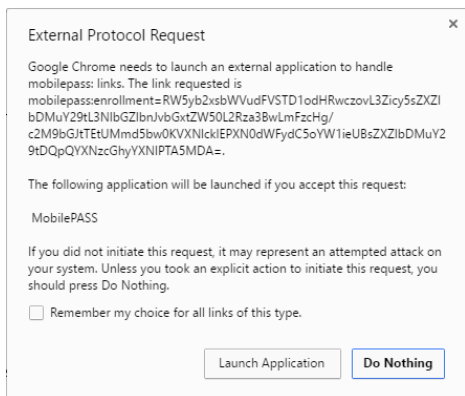 External Protocol Request
Google Chrome needs to launch an external application to handle
mobilepass: links. The link requested is
mobilepass:enrollment=RW5yb2xsbWVudFVSTD1odHRwczovL3Zicy5sZXZl
bDMuY29tL3NlbGZlbnJvbGxtZW50L2Rza3BwLmFzcHg/
c2M9bGJtTEtUMmd5bw0KVXNlcklEPXN0dWFydC5oYW1ieUBsZXZlbDMuY2
9tDQpQYXNzcGhyYXNlPTA5MDA=.
The following application will be launched if you accept this request:
MobilePASS
If you did not initiate this request, it may represent an attempted attack on
your system. Unless you took an explicit action to initiate this request, you
should press Do Nothing.
Remember my choice for all links of this type.
Launch Application Do Nothing